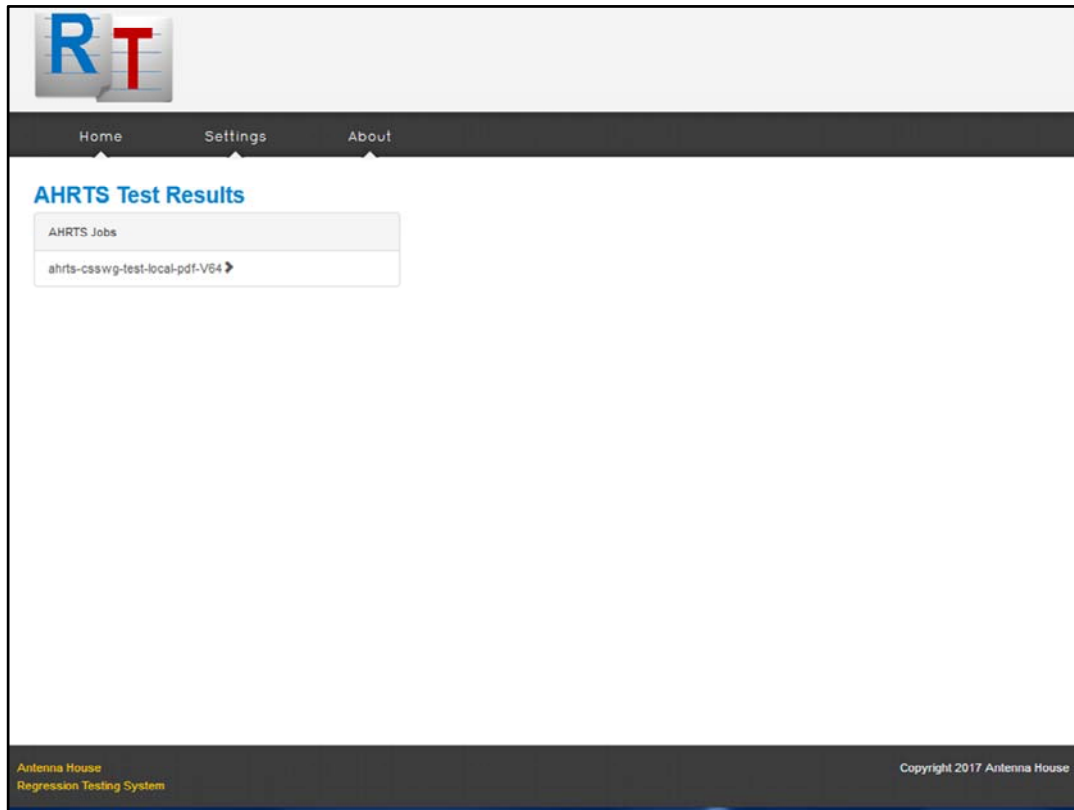 RT
Home Settings About
AHRTS Test Results
AHRTS Jobs
ahrts-csswg-test-local-pdf-V64
Antenna House
Regression Testing System
Copyright 2017 Antenna House